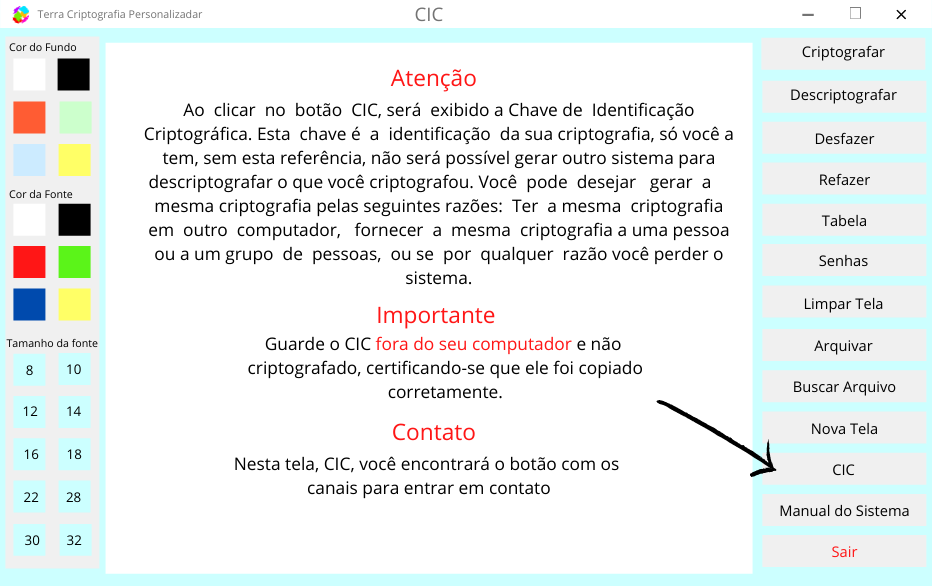 Terra Criptografia Personalizadar
CIC
Cor do Fundo
Cor da Fonte
Tamanho da fonte
8 10
12 14
16 18
22 28
30 32
Atenção
Ao clicar no botão CIC, será exibido a Chave de Identificação
Criptográfica. Esta chave é a identificação da sua criptografia, só você a
tem, sem esta referência, não será possível gerar outro sistema para
descriptografar o que você criptografou. Você pode desejar gerar a
mesma criptografia pelas seguintes razões: Ter a mesma criptografia
em outro computador, fornecer a mesma criptografia a uma pessoa
ou a um grupo de pessoas, ou se por qualquer razão você perder o
sistema.
Importante
Guarde o CIC fora do seu computador e não
criptografado, certificando-se que ele foi copiado
corretamente.
Contato
Nesta tela, CIC, você encontrará o botão com os
canais para entrar em contato
Criptografar
Descriptografar
Desfazer
Refazer
Tabela
Senhas
Limpar Tela
Arquivar
Buscar Arquivo
Nova Tela
CIC
Manual do Sistema
Sair